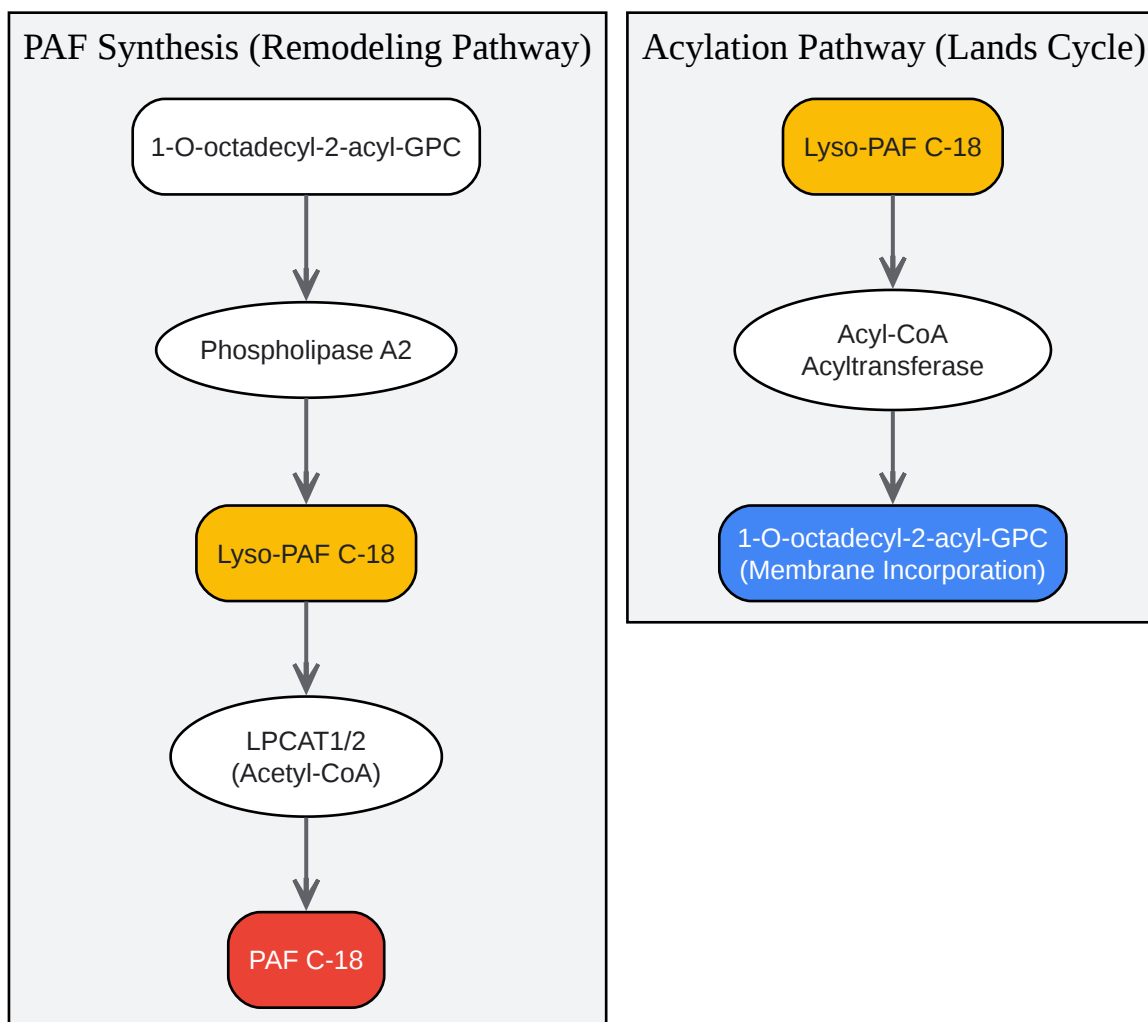 PAF Synthesis (Remodeling Pathway)
1-O-octadecyl-2-acyl-GPC
Phospholipase A2
Lyso-PAF C-18
LPCAT1/2
(Acetyl-CoA)
PAF C-18
Acylation Pathway (Lands Cycle)
Lyso-PAF C-18
Acyl-CoA
Acyltransferase
1-O-octadecyl-2-acyl-GPC
(Membrane Incorporation)